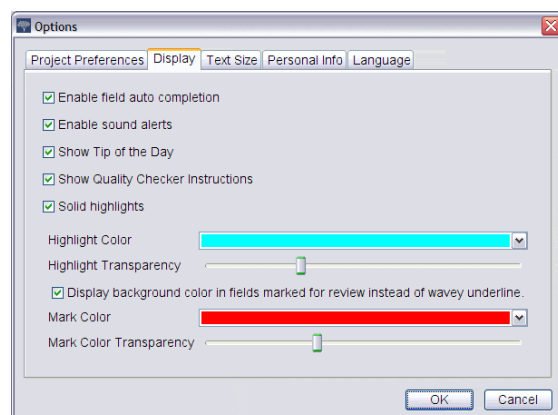 Options
Project Preferences Display Text Size Personal Info Language
Enable field auto completion
Enable sound alerts
Show Tip of the Day
Show Quality Checker Instructions
Solid highlights
Highlight Color
Highlight Transparency
Display background color in fields marked for review instead of wavey underline.
Mark Color
Mark Color Transparency
OK Cancel